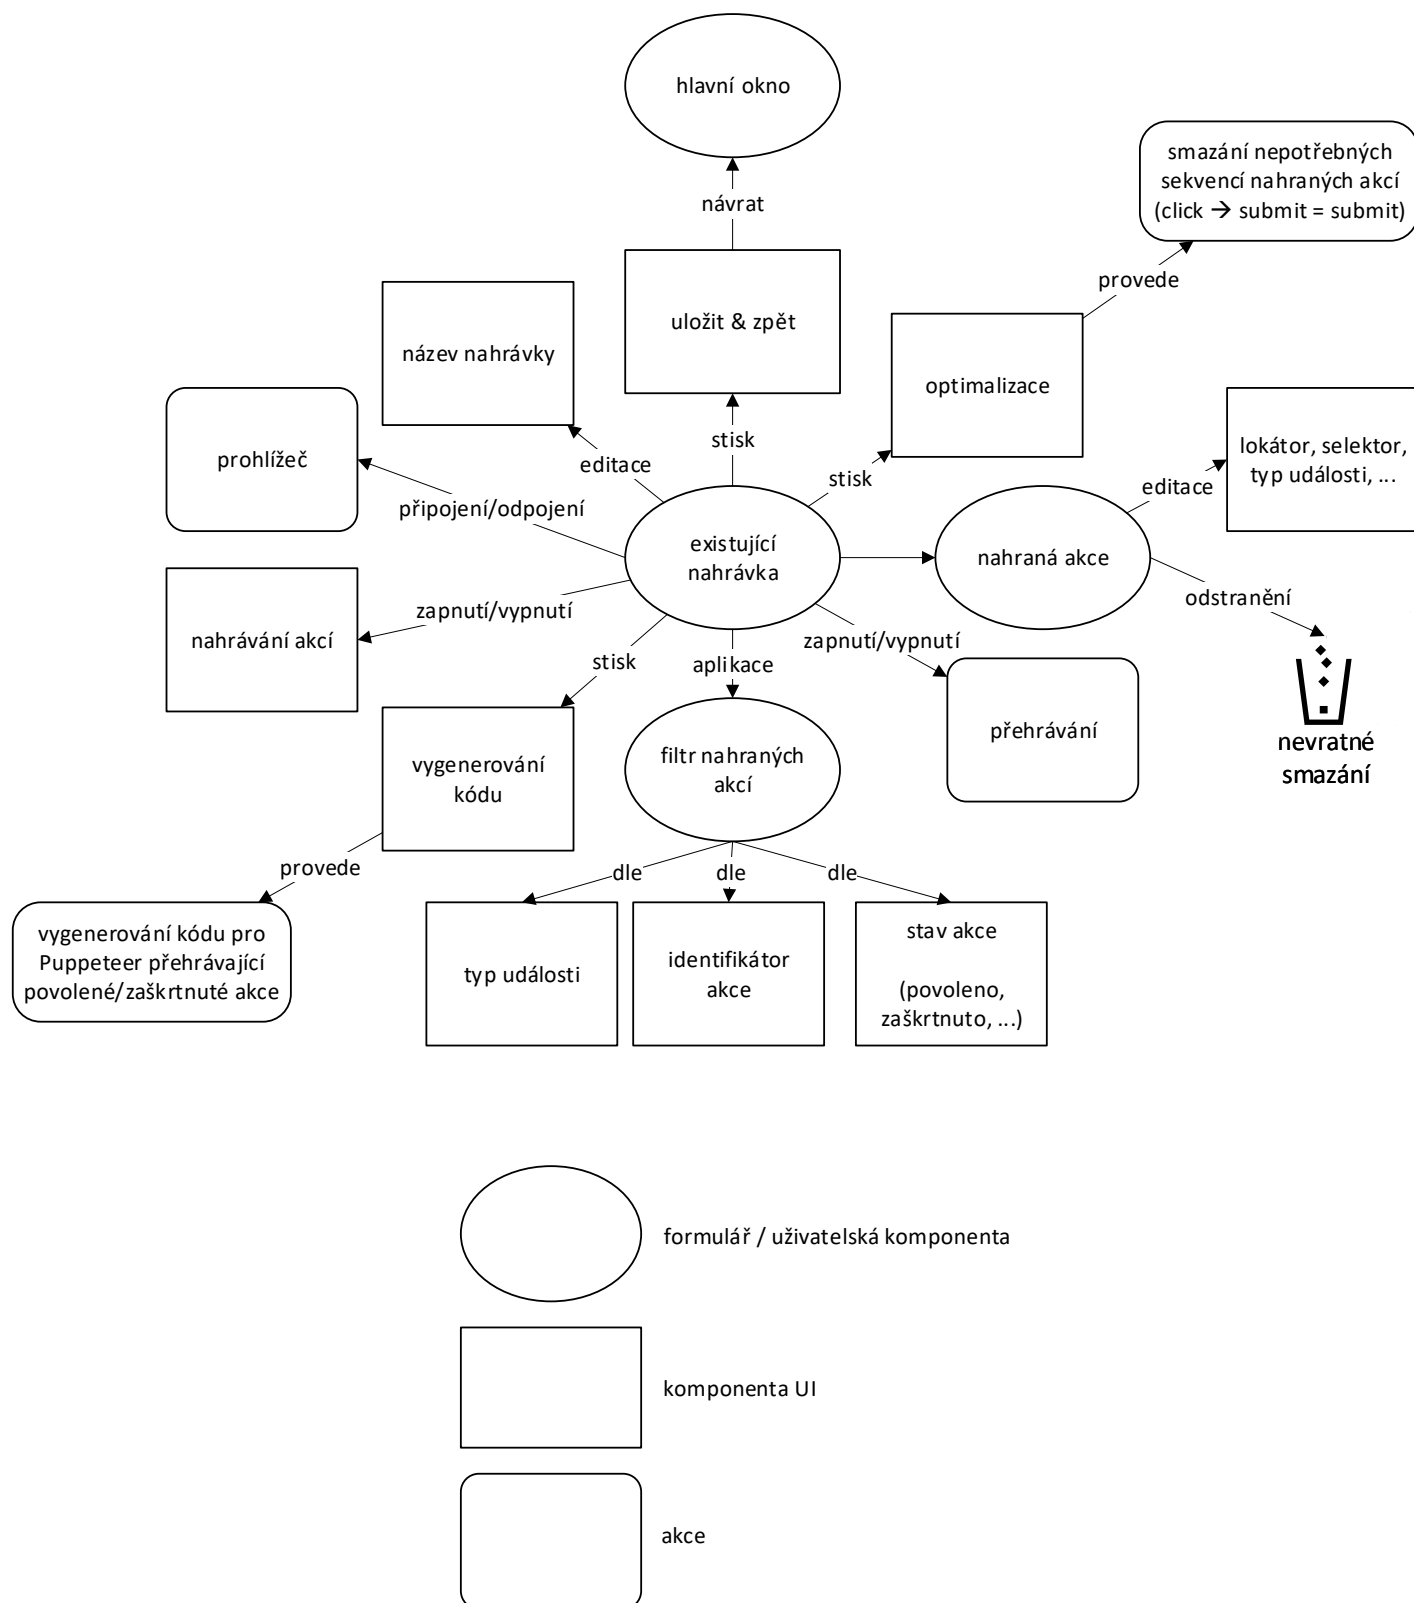 hlavní okno
smazání nepotřebných
sekvencí nahraných akcí
(click → submit = submit)
návrat
provede
název nahrávky
uložit & zpět
optimalizace
prohlížeč
editace
stisk
stisk
lokátor, selektor,
typ události, ...
editace
připojení/odpojení
existující
nahrávka
nahraná akce
odstranění
nahrávání akcí
zapnutí/vypnutí
stisk
aplikace
zapnutí/vypnutí
přehrávání
nevratné
smazání
vygenerování
kódu
filtr nahraných
akcí
provede
dle
dle
dle
vygenerování kódu pro
Puppeteer přehrávající
povolené/zaškrtnuté akce
typ události
identifikátor
akce
stav akce
(povoleno,
zaškrtnuto, ...)
formulář / uživatelská komponenta
komponenta UI
akce